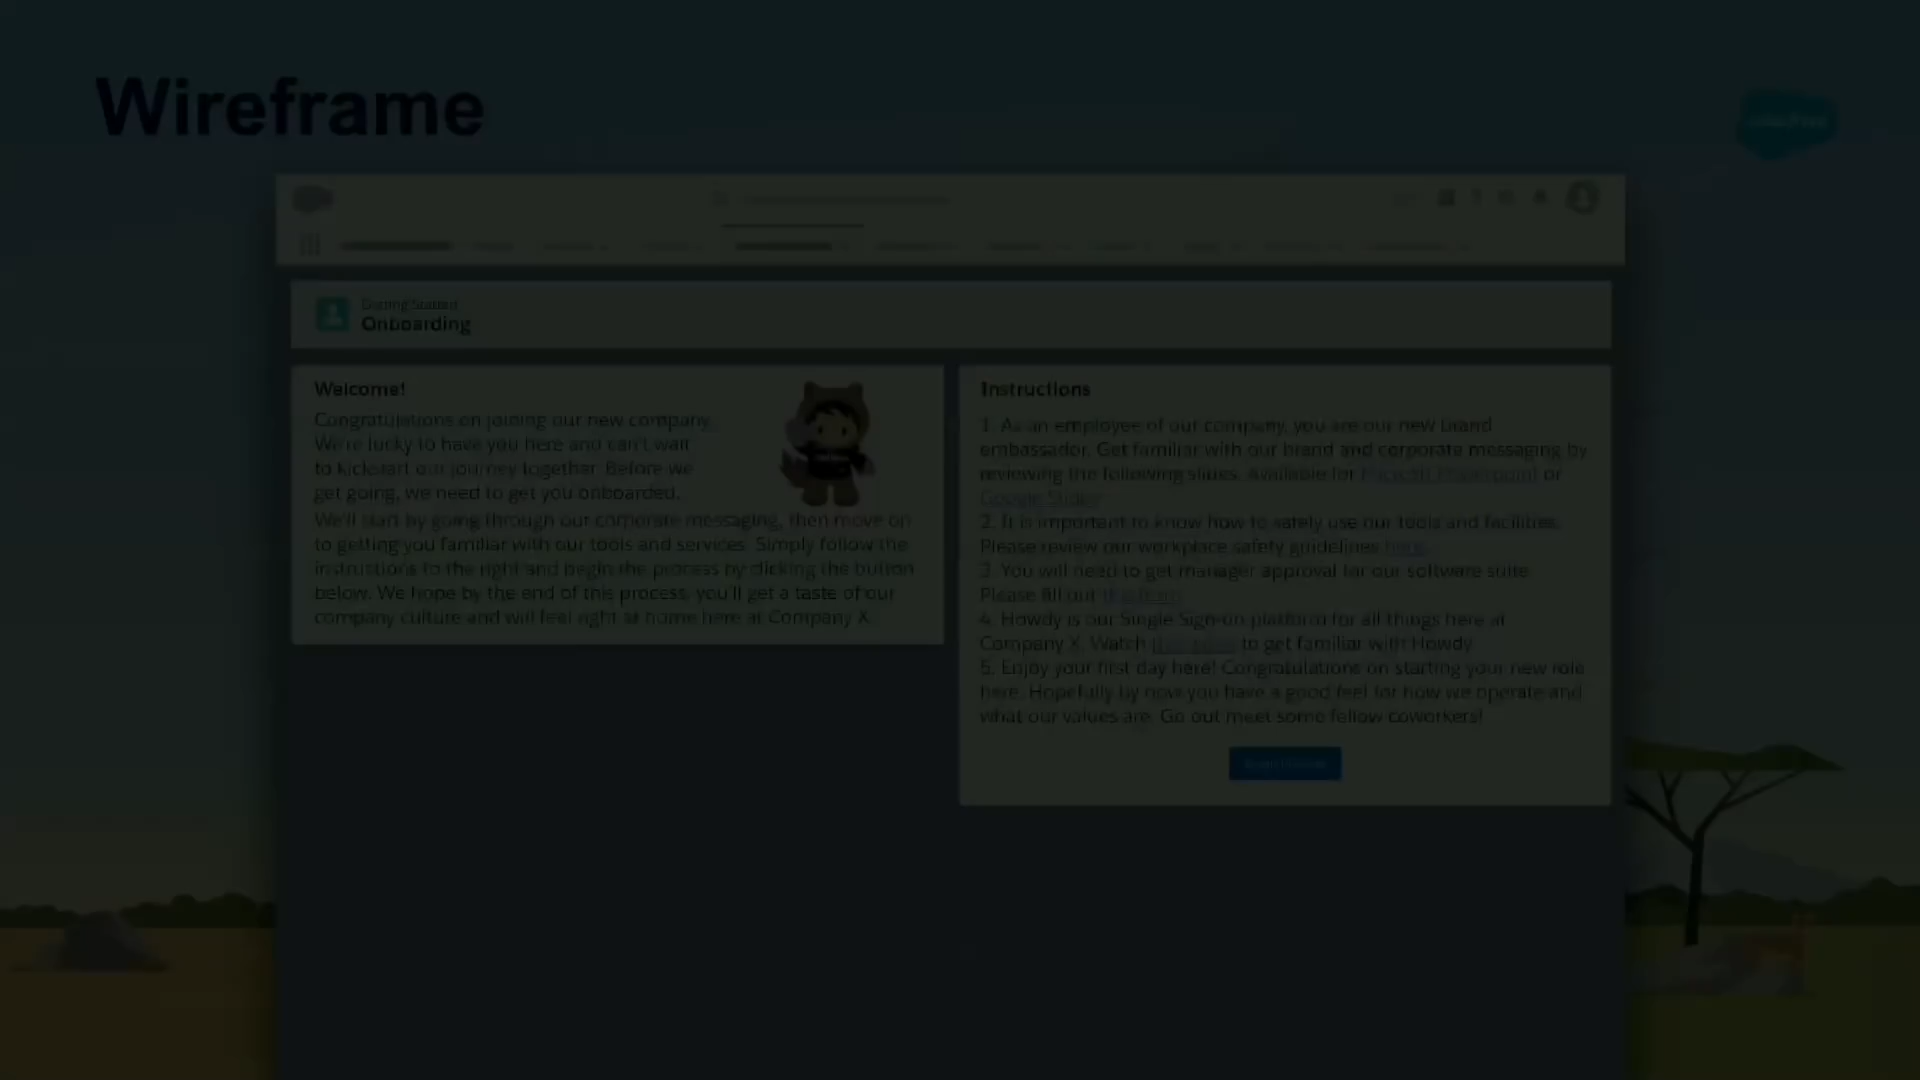 Wireframe
salesforce
Getting Started
Onboarding
Welcome!
Congratulations on joining our new company.
We're lucky to have you here and can't wait
to kickstart our journey together. Before we
get going, we need to get you onboarded.
We'll start by going through our corporate messaging, then move on
to getting you familiar with our tools and services. Simply follow the
instructions to the right and begin the process by clicking the button
below. We hope by the end of this process, you'll get a taste of our
company culture and will feel right at home here at Company X.
Instructions
1. As an employee of our company, you are our new brand
embassador. Get familiar with our brand and corporate messaging by
reviewing the following slides. Available for Microsoft Powerpoint or
Google Slides.
2. It is important to know how to safely use our tools and facilities.
Please review our workplace safety guidelines here.
3. You will need to get manager approval for our software suite.
Please fill out this form.
4. Howdy is our Single Sign-on platform for all things here at
Company X. Watch to get familiar with Howdy
5. Enjoy your first day here! Congratulations on starting your new role
here. Hopefully by now you have a good feel for how we operate and
what our values are. Go out meet some fellow coworkers!